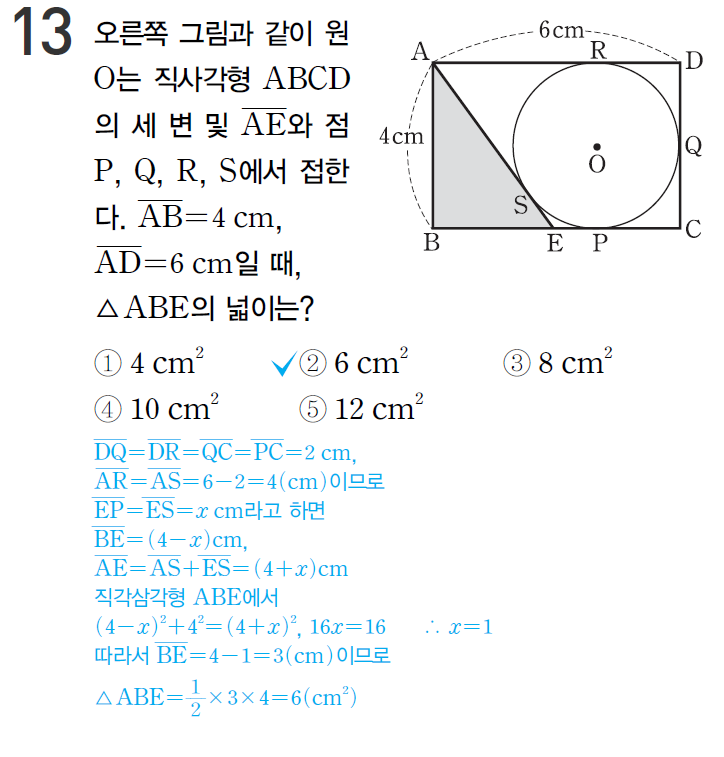 13 오른쪽 그림과 같이 원
O는 직사각형 ABCD
의 세 변 및 AE와 점
P, Q, R, S에서 접한
다. AB=4 cm,
AD=6 cm일 때,
△ABE의 넓이는?
6cm
A
R
D
4cm
Q
O
S
B
E
P
C
① 4 cm²
② 6 cm²
③ 8 cm²
④ 10 cm²
⑤ 12 cm²
DQ=DR=QC=PC=2 cm,
AR=AS=6-2=4(cm)이므로
EP=ES=x cm라고 하면
BE=(4-x)cm,
AE=AS+ES=(4+x)cm
직각삼각형 ABE에서
(4-x)²+4²=(4+x)², 16x=16 ∴ x=1
따라서 BE=4-1=3(cm)이므로
△ABE=1/2×3×4=6(cm²)